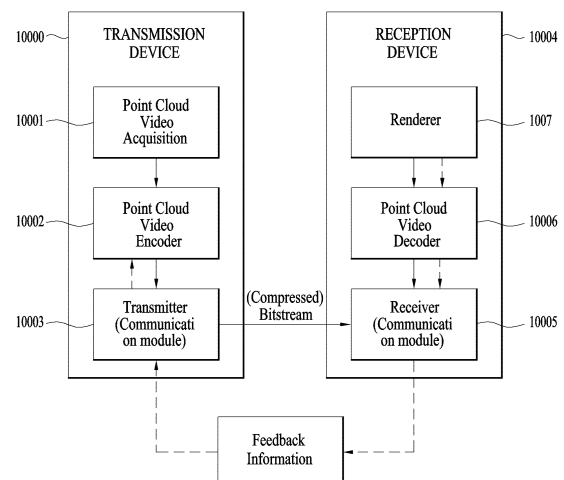 10000
TRANSMISSION
DEVICE
10001
Point Cloud
Video
Acquisition
10002
Point Cloud
Video
Encoder
10003
Transmitter
(Communicati
on module)
(Compressed)
Bitstream
RECEPTION
DEVICE
10004
Renderer
1007
Point Cloud
Video
Decoder
10006
Receiver
(Communicati
on module)
10005
Feedback
Information